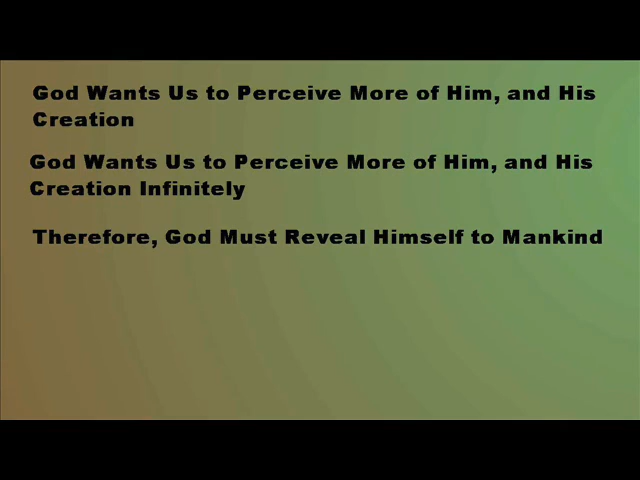 God Wants Us to Perceive More of Him, and His
Creation
God Wants Us to Perceive More of Him, and His
Creation Infinitely
Therefore, God Must Reveal Himself to Mankind